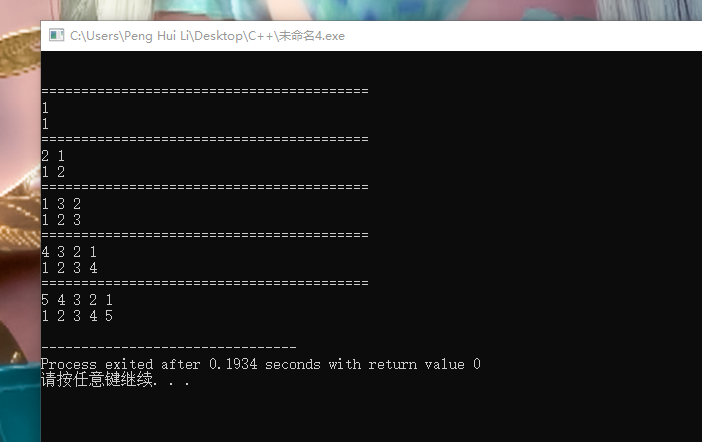 C:\Users\Peng Hui Li\Desktop\C++\未命名4.exe
=========================================
1
1
=========================================
2 1
1 2
=========================================
1 3 2
1 2 3
=========================================
4 3 2 1
1 2 3 4
=========================================
5 4 3 2 1
1 2 3 4 5
--------------------------------
Process exited after 0.1934 seconds with return value 0
请按任意键继续. . .